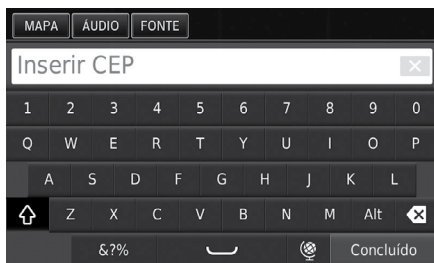 MAPA ÁUDIO FONTE
Inserir CEP
1 2 3 4 5 6 7 8 9 0
Q W E R T Y U I O P
A S D F G H J K L
Z X C V B N M Alt
&?% Concluído